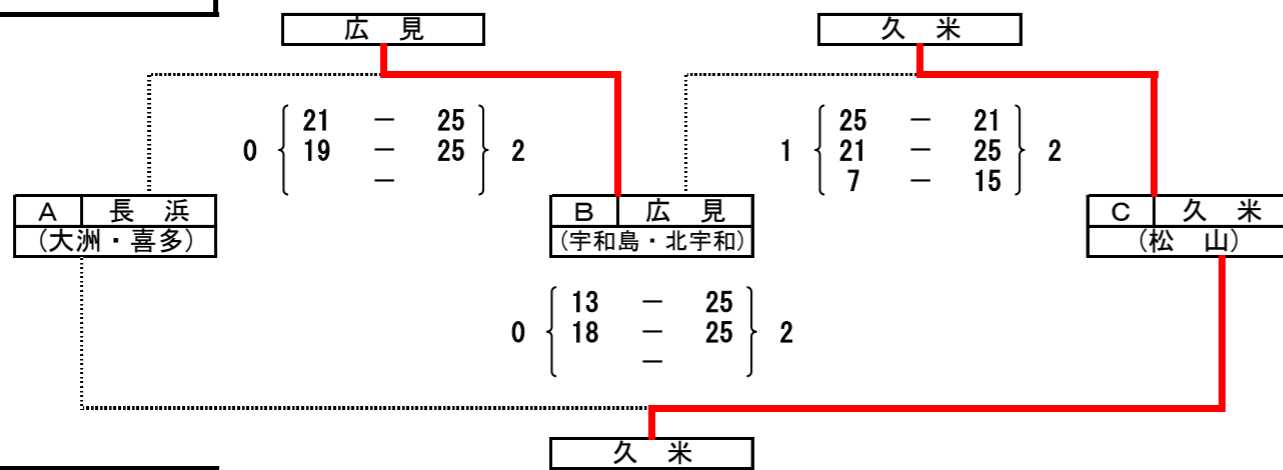 広 見 久 米
21 － 25 25 － 21
0 19 － 25 2 1 21 － 25 2
－ 7 － 15
A 長 浜 B 広 見 C 久 米
(大洲・喜多) (宇和島・北宇和) (松 山)
13 － 25
0 18 － 25 2
－
久 米